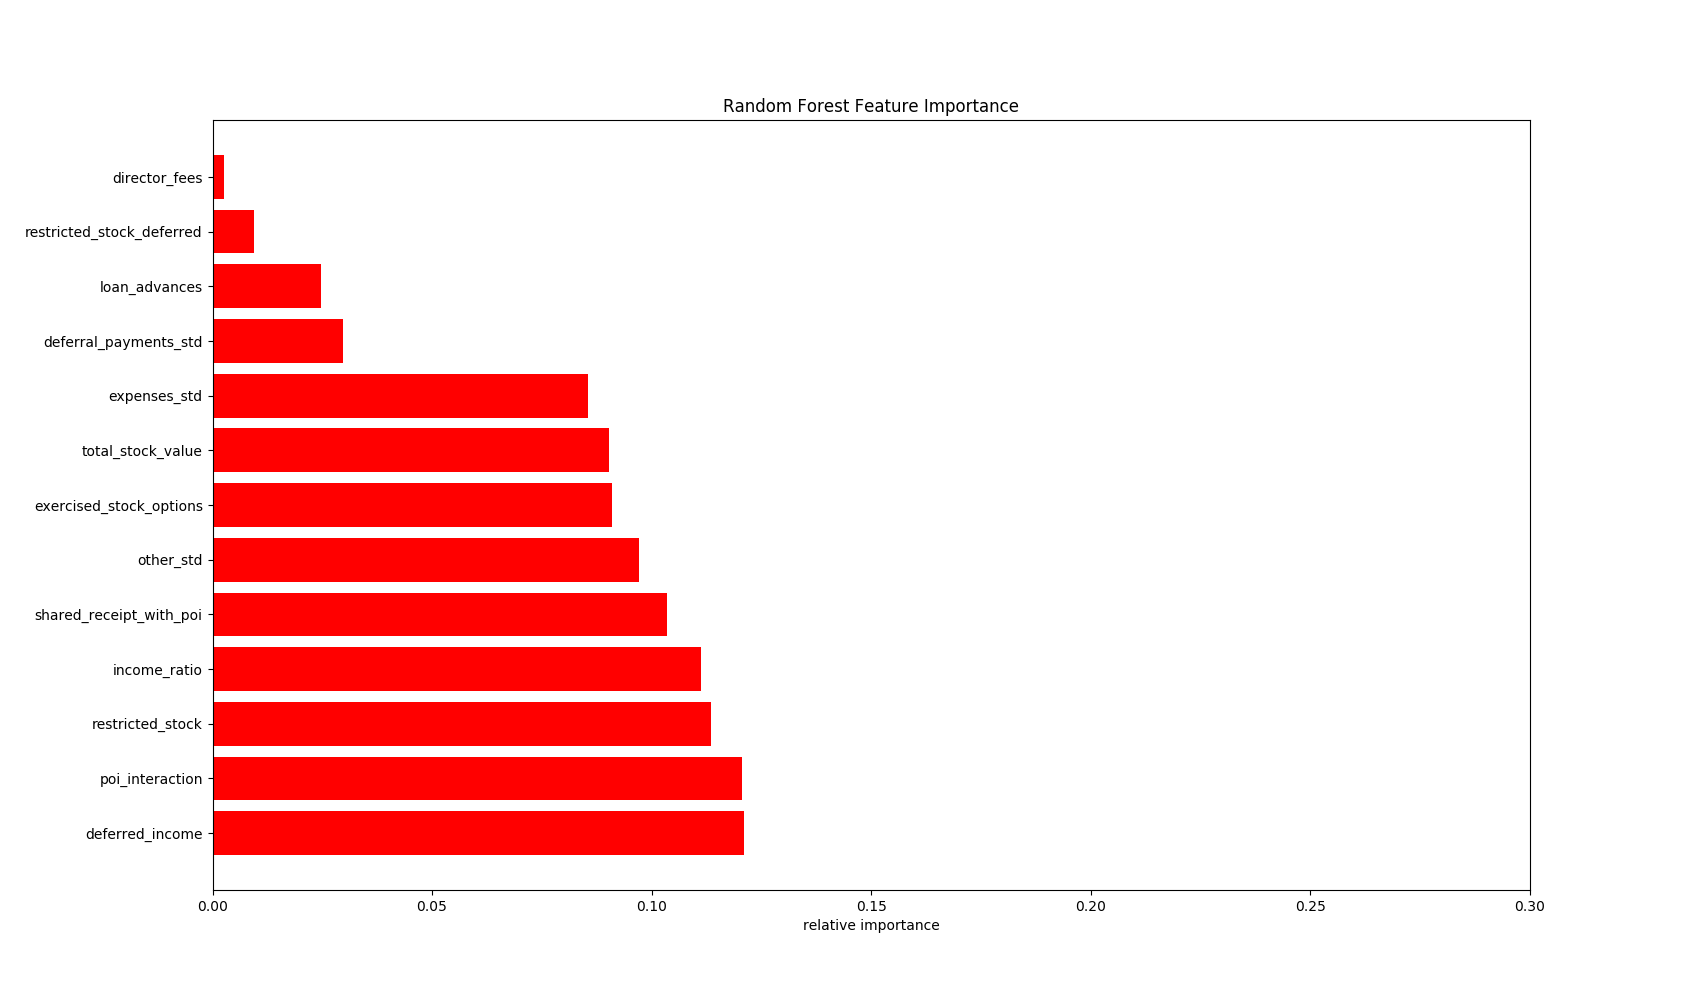 Random Forest Feature Importance
director_fees
restricted_stock_deferred
loan_advances
deferral_payments_std
expenses_std
total_stock_value
exercised_stock_options
other_std
shared_receipt_with_poi
income_ratio
restricted_stock
poi_interaction
deferred_income
0.00 0.05 0.10 0.15 0.20 0.25 0.30
relative importance